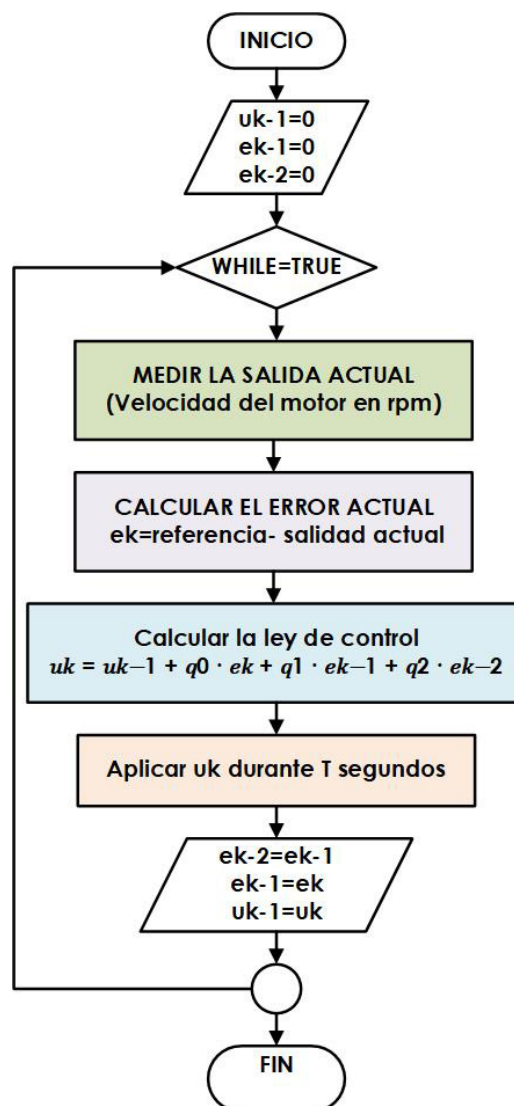 INICIO
uk-1=0
ek-1=0
ek-2=0
WHILE=TRUE
MEDIR LA SALIDA ACTUAL
(Velocidad del motor en rpm)
CALCULAR EL ERROR ACTUAL
ek=referencia- salidad actual
Calcular la ley de control
uk = uk−1 + q0 · ek + q1 · ek−1 + q2 · ek−2
Aplicar uk durante T segundos
ek-2=ek-1
ek-1=ek
uk-1=uk
FIN